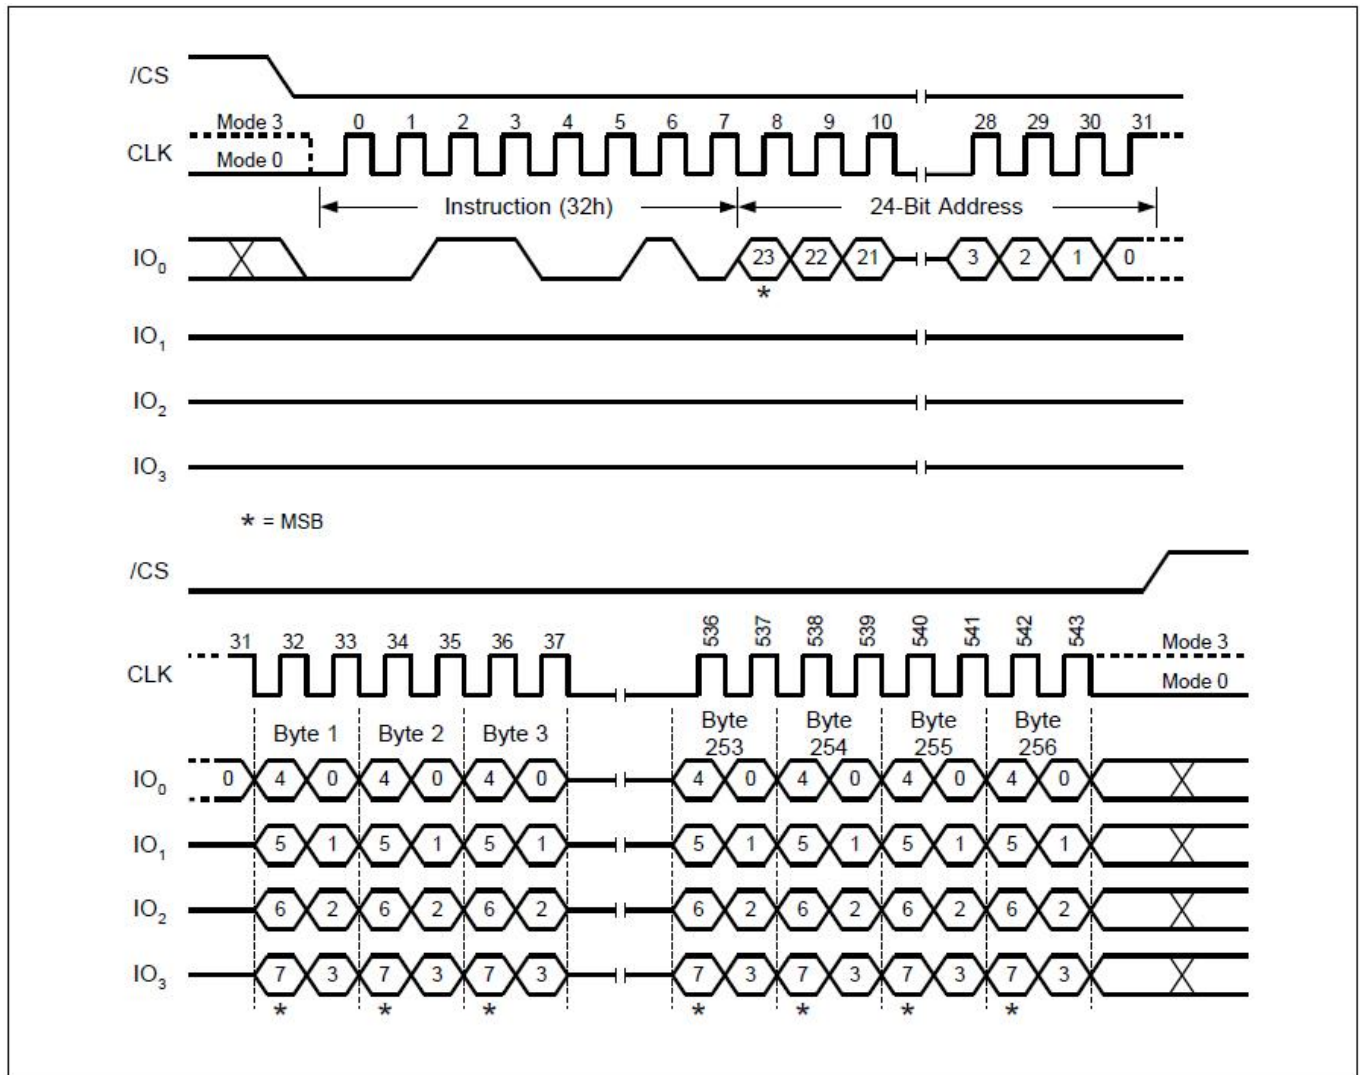 /CS
Mode 3 0 1 2 3 4 5 6 7 8 9 10 28 29 30 31
CLK
Mode 0
Instruction (32h) 24-Bit Address
IO0 23 22 21 3 2 1 0
*
IO1
IO2
IO3
* = MSB
/CS
31 32 33 34 35 36 37 536 537 538 539 540 541 542 543 Mode 3
CLK
Mode 0
Byte 1 Byte 2 Byte 3 Byte 253 Byte 254 Byte 255 Byte 256
IO0 0 4 0 4 0 4 0 4 0 4 0 4 0 4 0
IO1 5 1 5 1 5 1 5 1 5 1 5 1 5 1
IO2 6 2 6 2 6 2 6 2 6 2 6 2 6 2
IO3 7 3 7 3 7 3 7 3 7 3 7 3 7 3
* * * * * * *